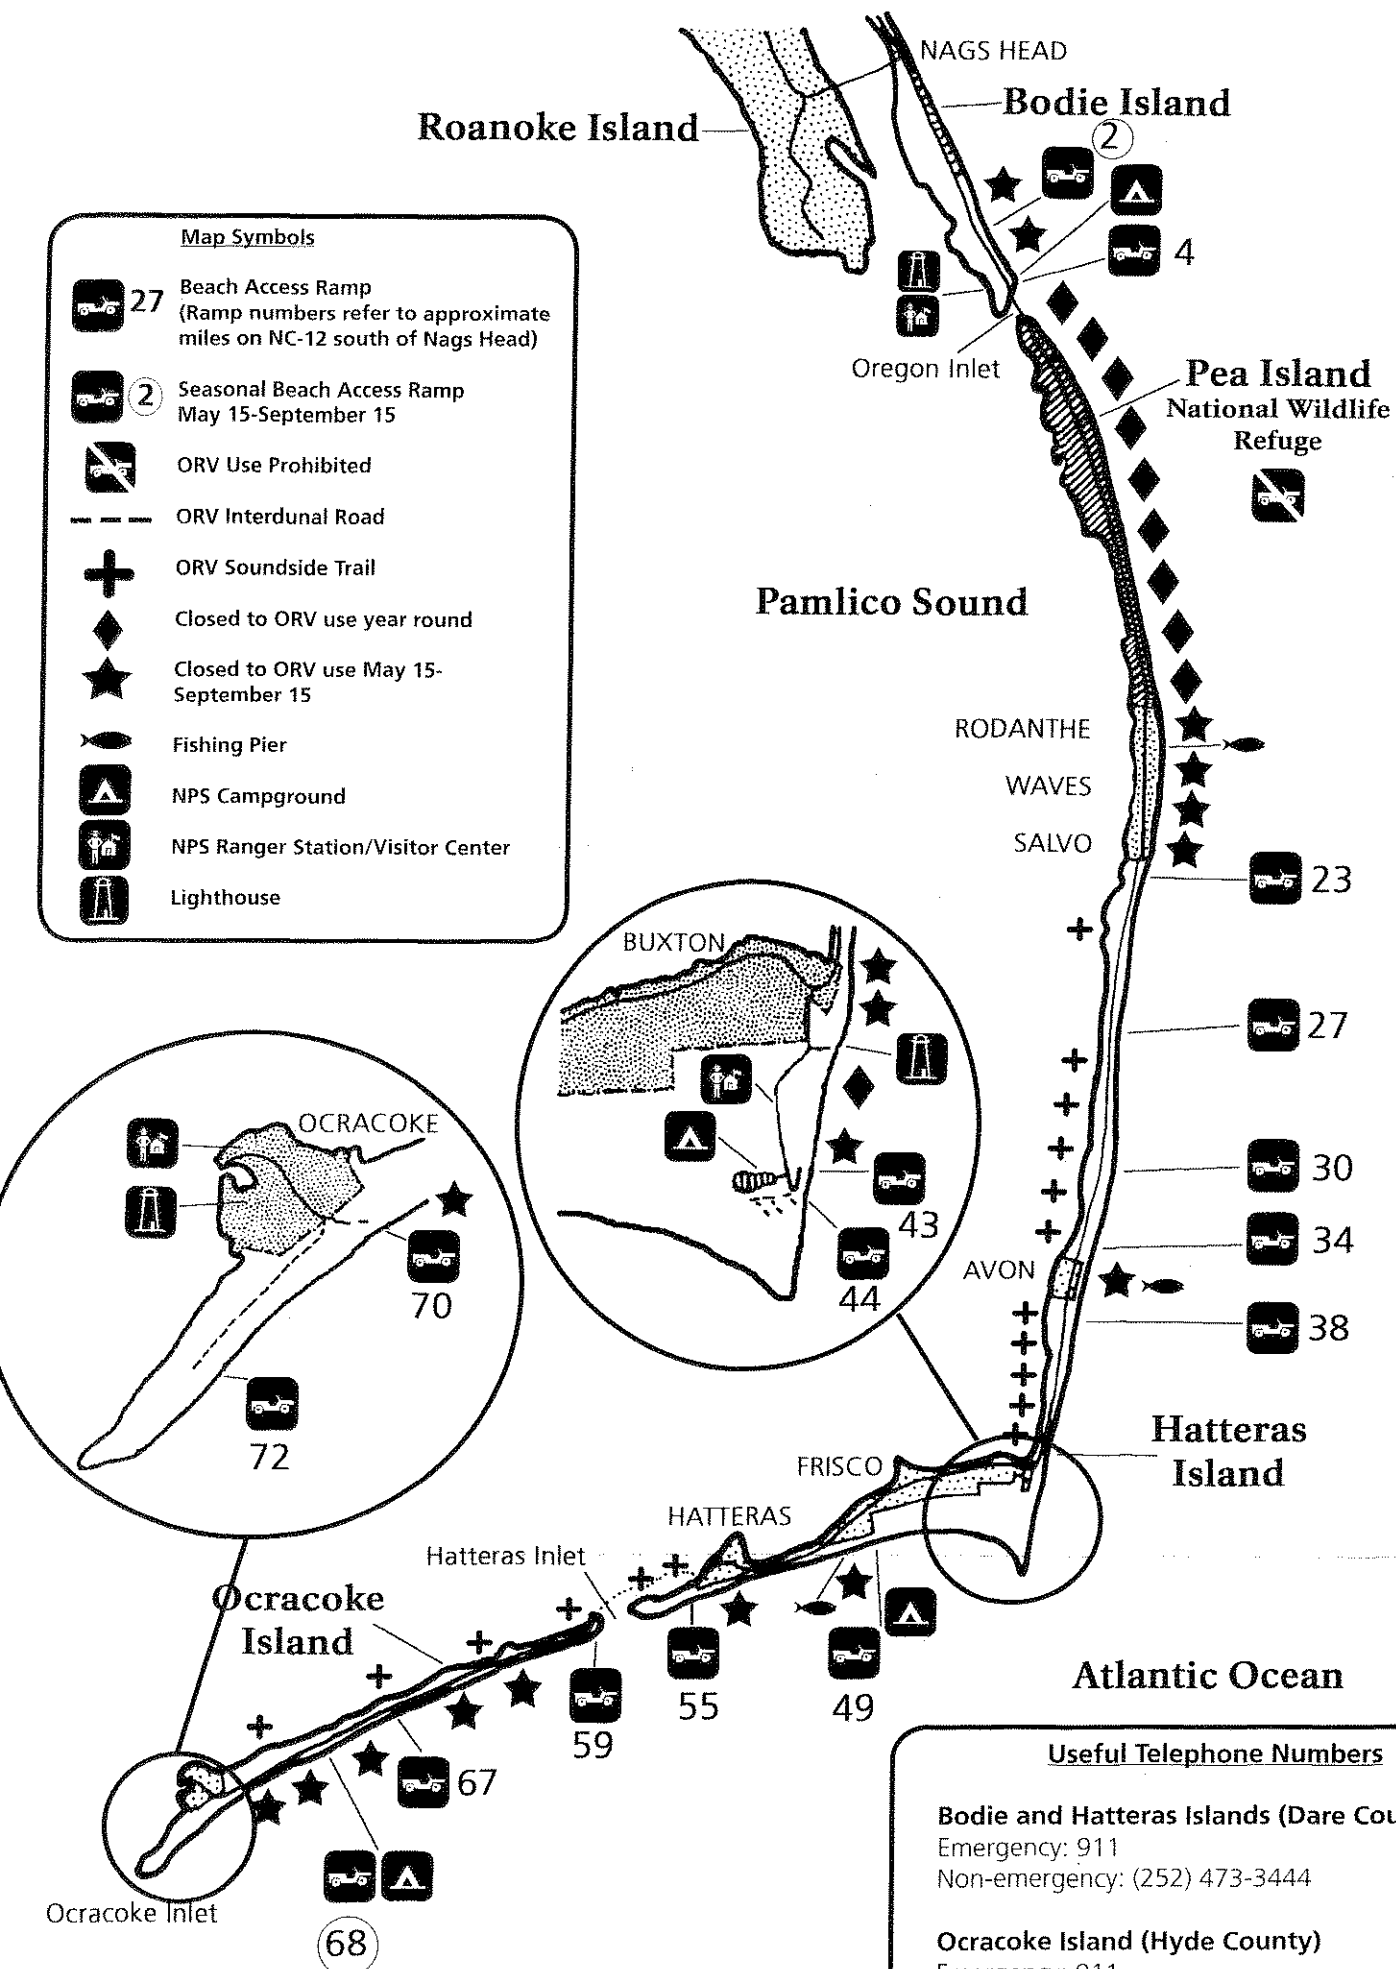 NAGS HEAD
Bodie Island
Roanoke Island
2
4
Map Symbols
27
Beach Access Ramp
(Ramp numbers refer to approximate
miles on NC-12 south of Nags Head)
2
Seasonal Beach Access Ramp
May 15-September 15
ORV Use Prohibited
ORV Interdunal Road
ORV Soundside Trail
Closed to ORV use year round
Closed to ORV use May 15-
September 15
Fishing Pier
NPS Campground
NPS Ranger Station/Visitor Center
Lighthouse
Oregon Inlet
Pea Island
National Wildlife
Refuge
Pamlico Sound
RODANTHE
WAVES
SALVO
23
27
30
34
AVON
38
BUXTON
43
44
OCRACOKE
70
72
Hatteras
Island
FRISCO
HATTERAS
Hatteras Inlet
Ocracoke
Island
59
55
49
67
68
Ocracoke Inlet
Atlantic Ocean
Useful Telephone Numbers
Bodie and Hatteras Islands (Dare Cou
Emergency: 911
Non-emergency: (252) 473-3444
Ocracoke Island (Hyde County)
Emergency: 911